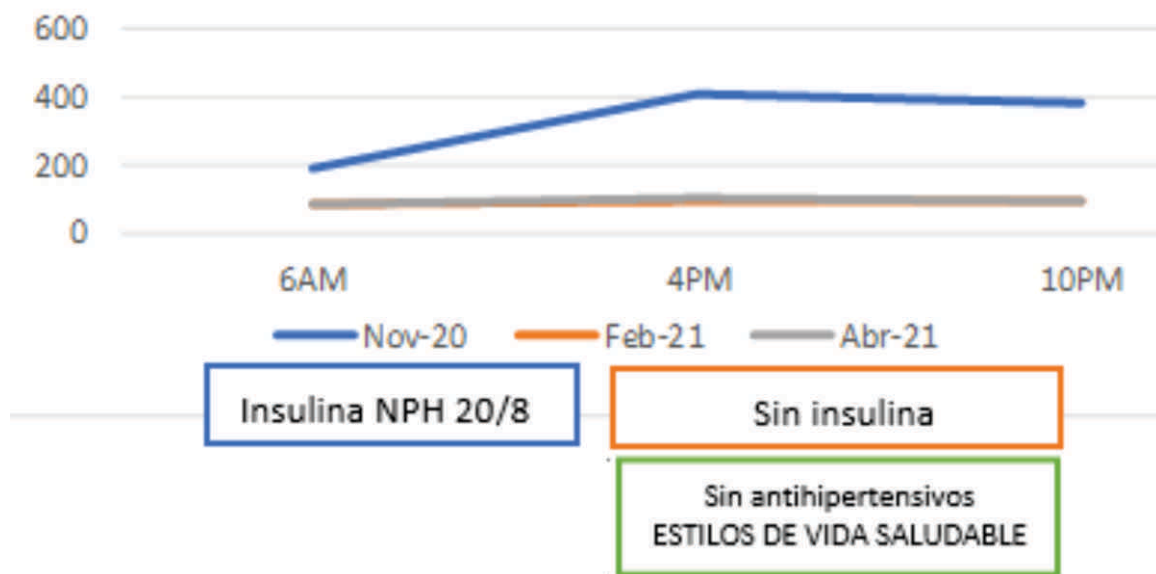 600
400
200
0
6AM 4PM 10PM
Nov-20 Feb-21 Abr-21
Insulina NPH 20/8
Sin insulina
Sin antihipertensivos
ESTILOS DE VIDA SALUDABLE